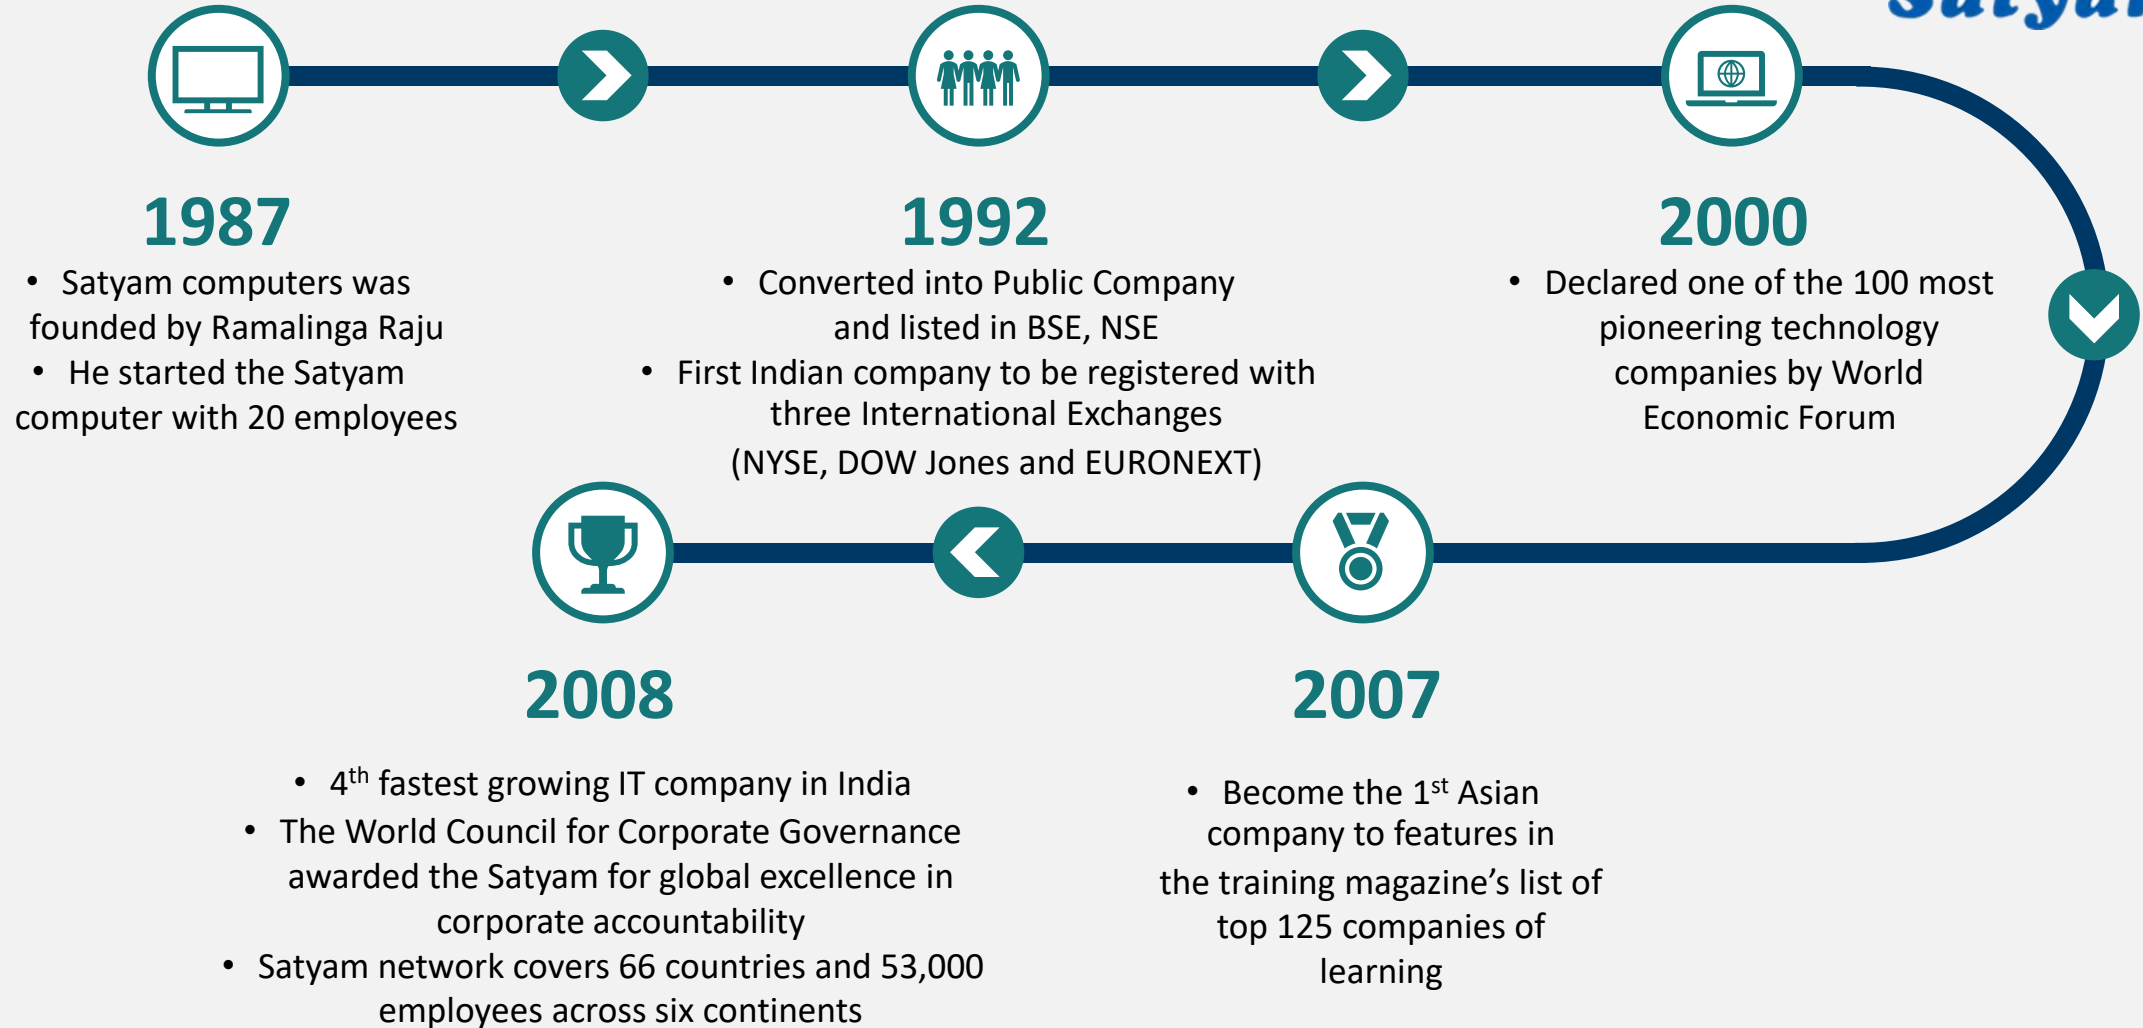 1987
• Satyam computers was
founded by Ramalinga Raju
• He started the Satyam
computer with 20 employees
1992
• Converted into Public Company
and listed in BSE, NSE
• First Indian company to be registered with
three International Exchanges
(NYSE, DOW Jones and EURONEXT)
2000
• Declared one of the 100 most
pioneering technology
companies by World
Economic Forum
2007
• Become the 1st Asian
company to features in
the training magazine’s list of
top 125 companies of
learning
2008
• 4th fastest growing IT company in India
• The World Council for Corporate Governance
awarded the Satyam for global excellence in
corporate accountability
• Satyam network covers 66 countries and 53,000
employees across six continents